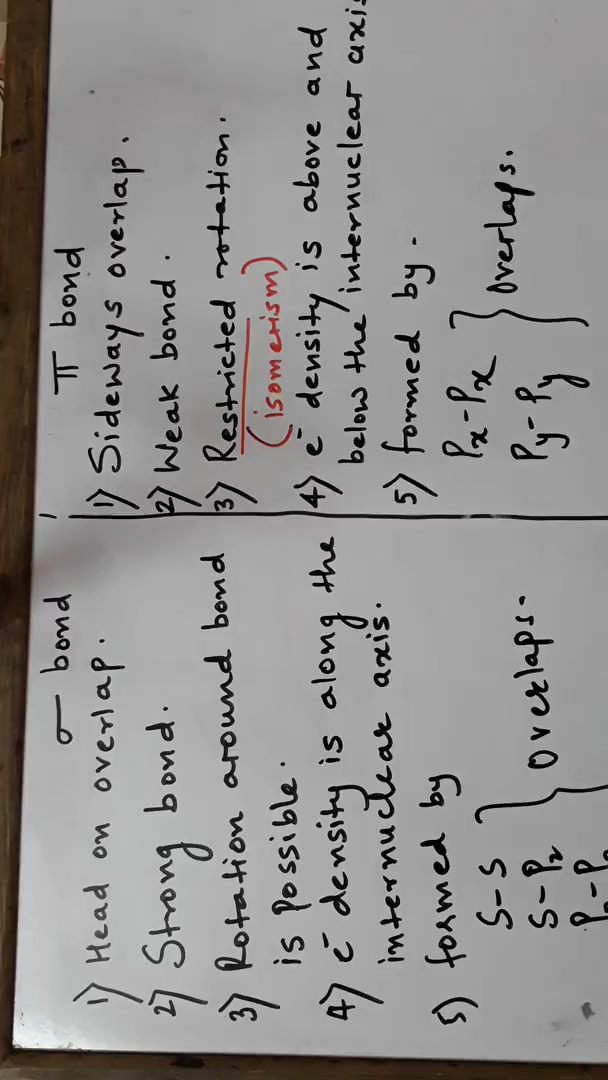 σ bond
1) Head on overlap.
2) Strong bond.
3) Rotation around bond
is possible.
4) e⁻ density is along the
internuclear axis.
5) formed by
S-S
S-Pz
Overlaps.
π bond
1) Sideways overlap.
2) Weak bond.
3) Restricted rotation.
(isomerism)
4) e⁻ density is above and
below the internuclear axis
5) formed by.
Px-Px
Py-Py
Overlaps.